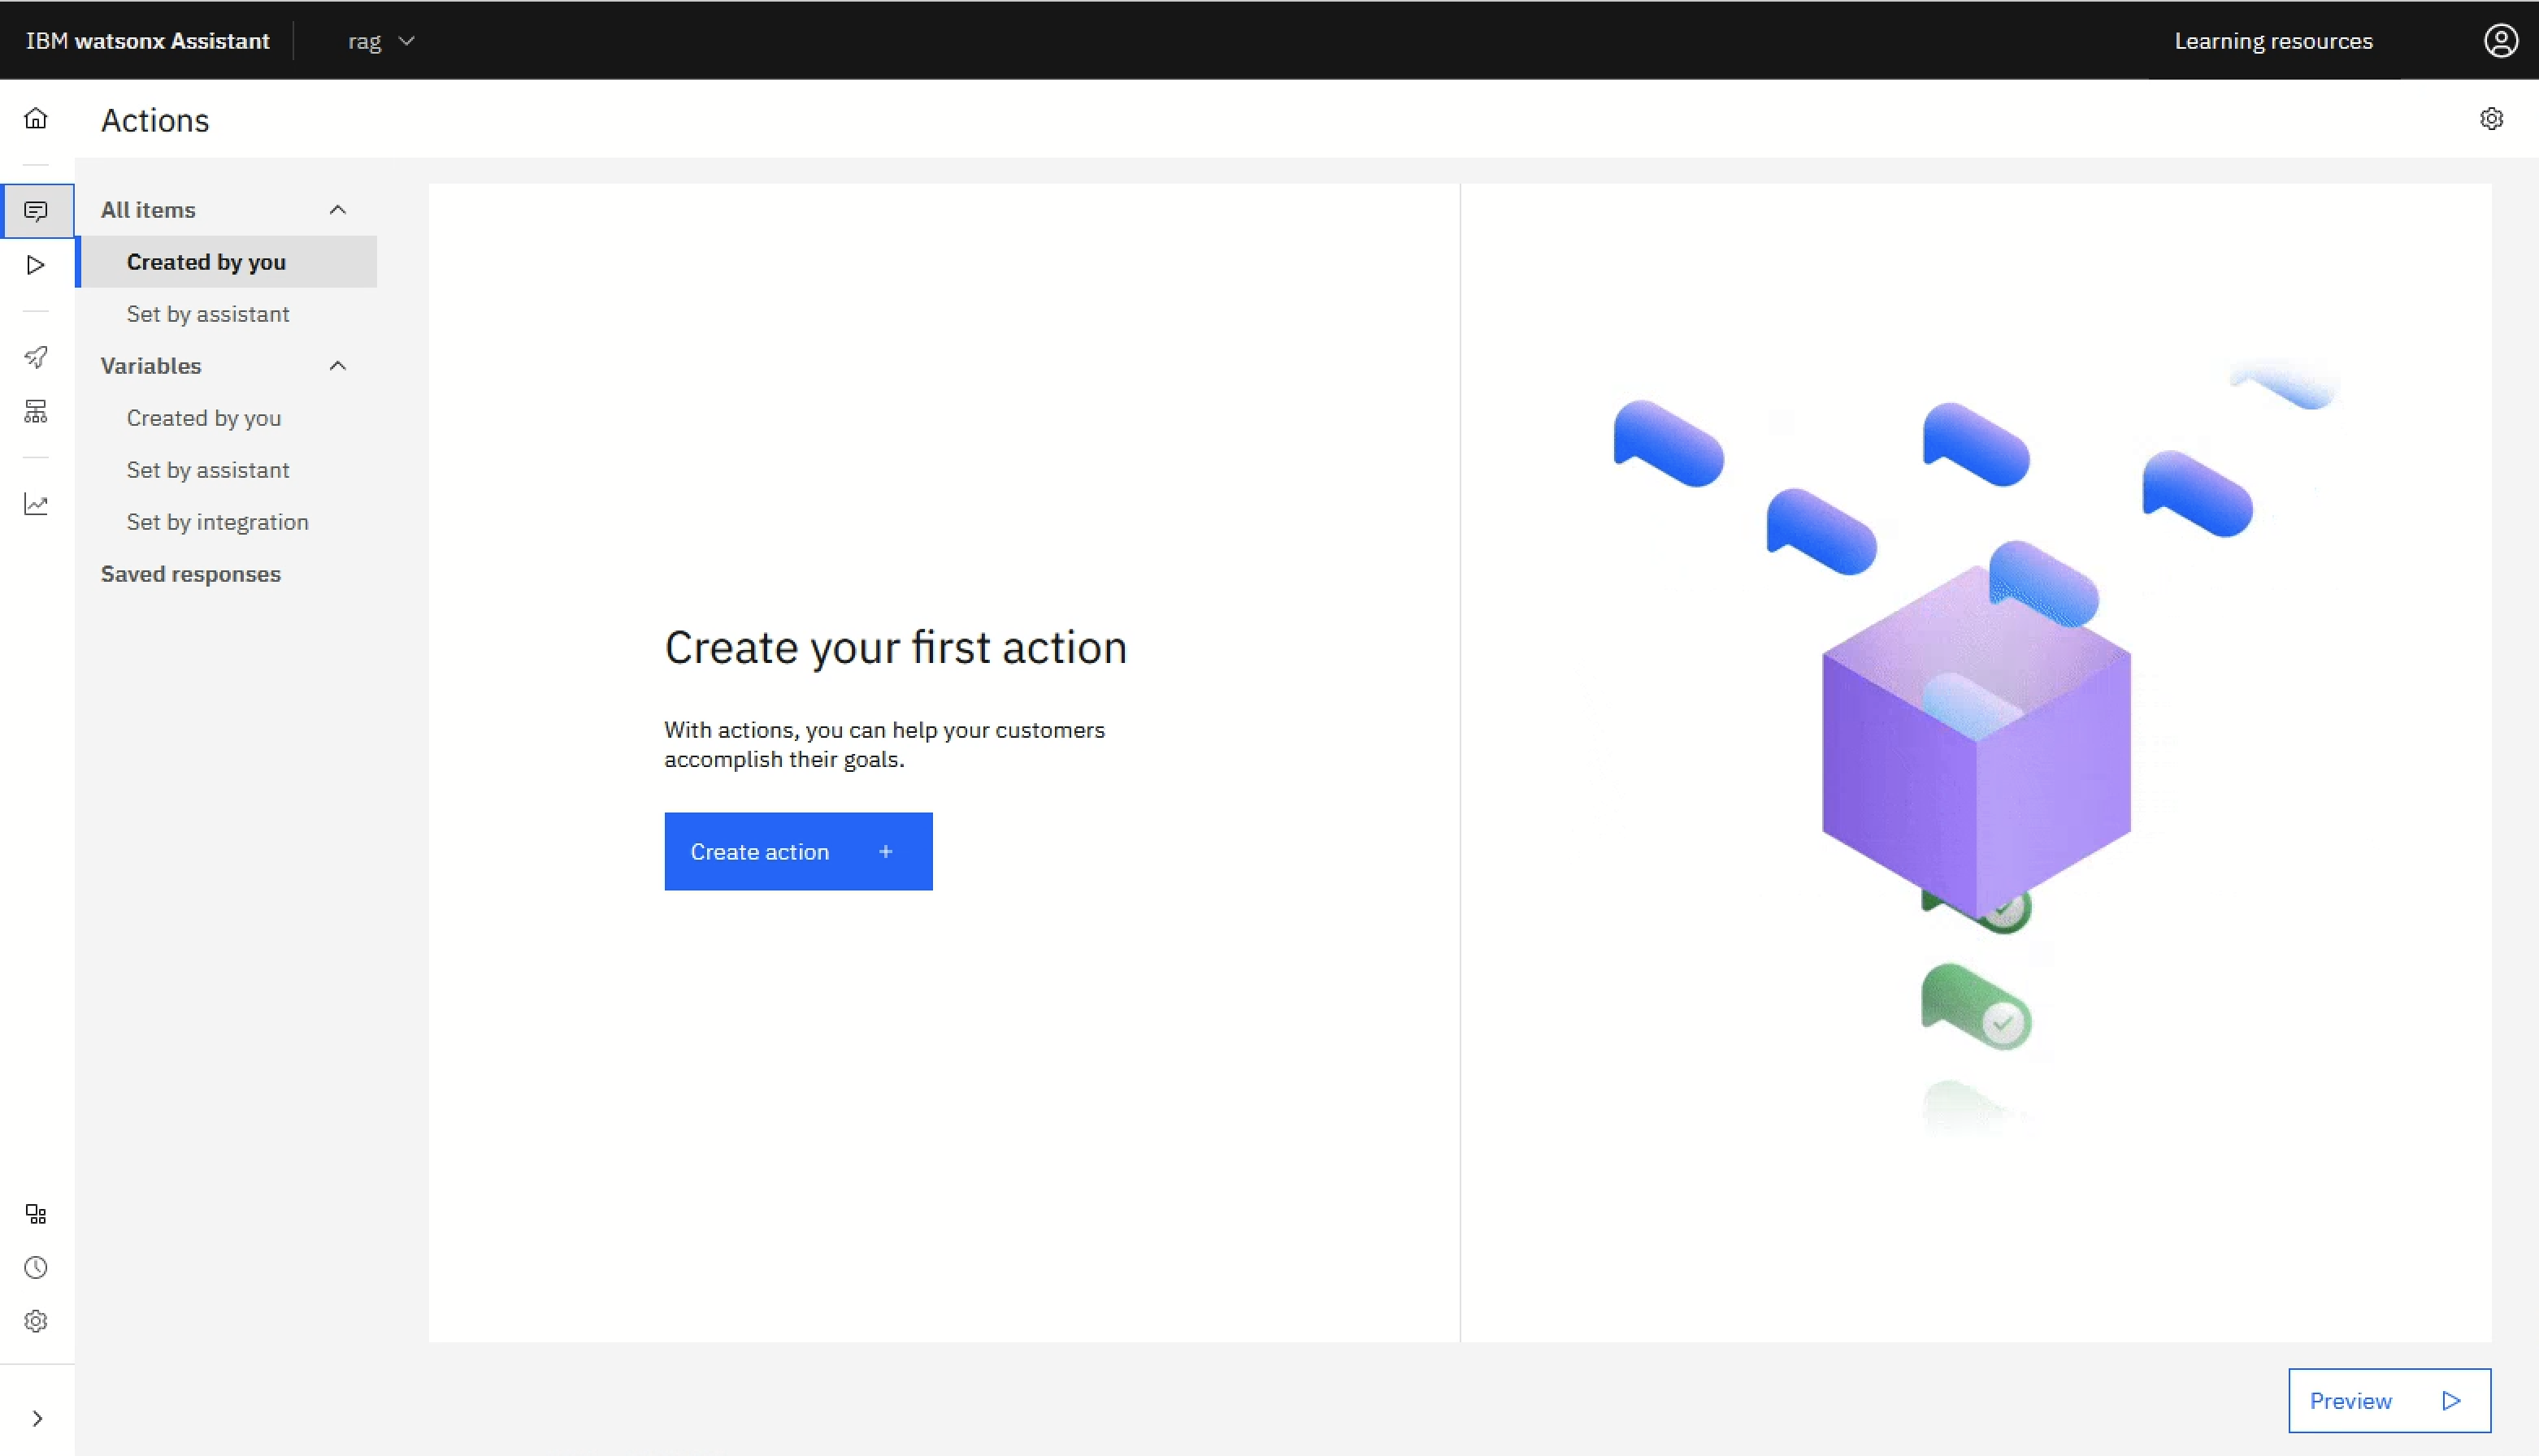 IBM watsonx Assistant
rag
Learning resources
Actions
All items
Created by you
Set by assistant
Variables
Created by you
Set by assistant
Set by integration
Saved responses
Create your first action
With actions, you can help your customers
accomplish their goals.
Create action
Preview